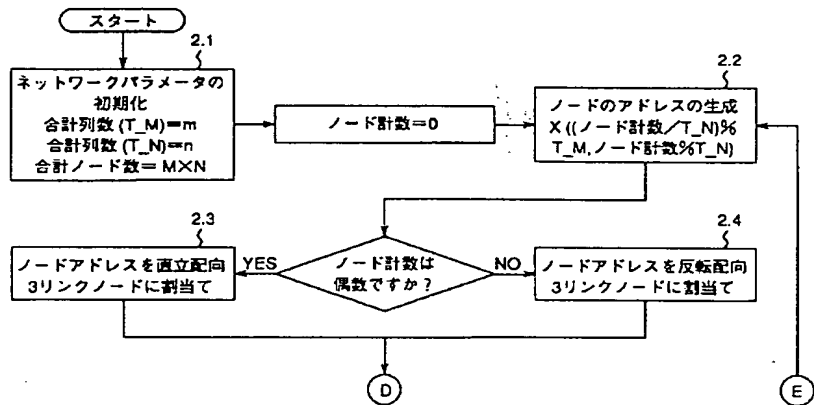 スタート
2.1
ネットワークパラメータの
初期化
合計列数(T_M)=m
合計列数(T_N)=n
合計ノード数=M×N
ノード計数=0
2.2
ノードのアドレスの生成
X((ノード計数/T_N)%
T_M,ノード計数%T_N)
2.3
ノードアドレスを直立配向
3リンクノードに割当て
YES
ノード計数は
偶数ですか?
NO
2.4
ノードアドレスを反転配向
3リンクノードに割当て
D
E